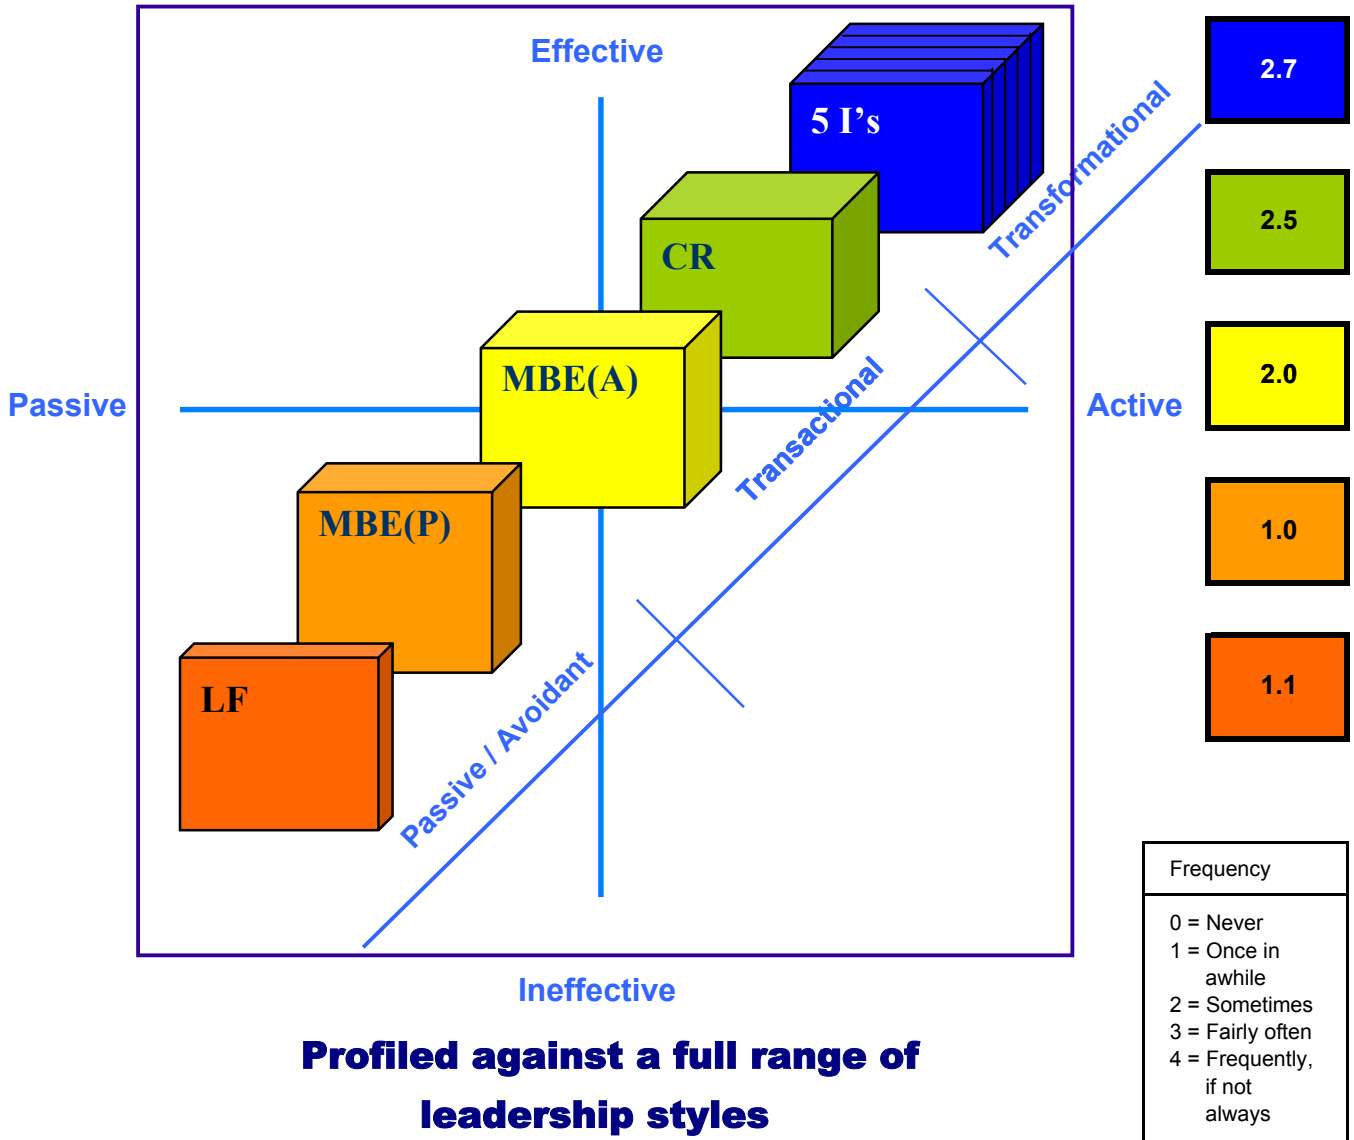 Effective
2.7
5 I's
Transformational
2.5
CR
2.0
MBE(A)
Passive
Active
Transactional
MBE(P)
1.0
LF
1.1
Passive / Avoidant
Ineffective
Profiled against a full range of
leadership styles
Frequency
0 = Never
1 = Once in
awhile
2 = Sometimes
3 = Fairly often
4 = Frequently,
if not
always